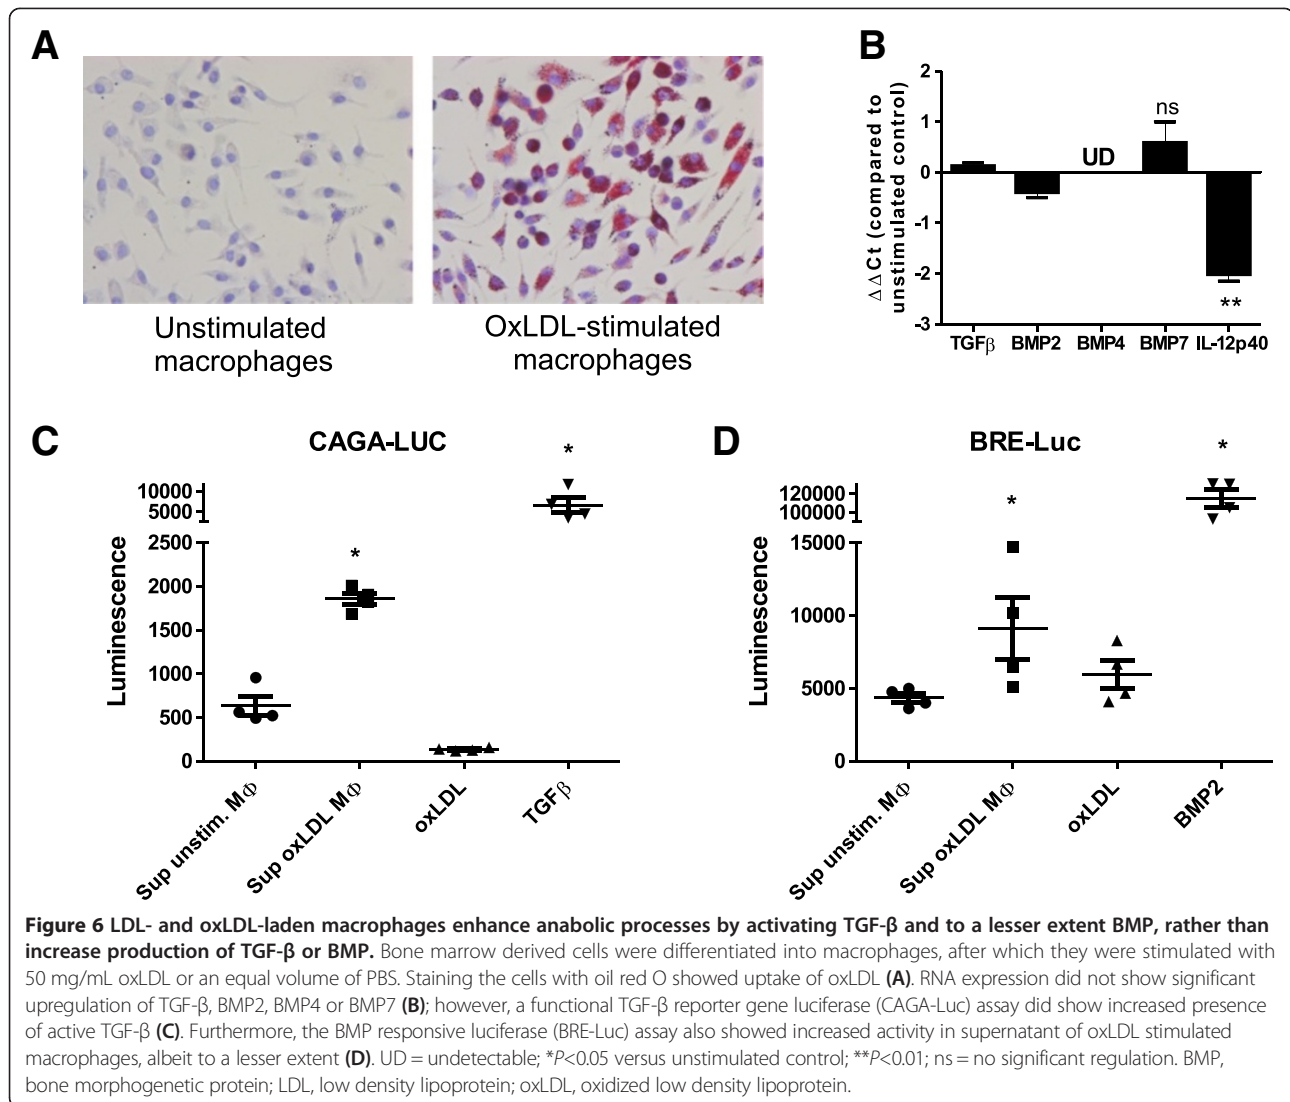 A
Unstimulated
macrophages
OxLDL-stimulated
macrophages
B
ΔΔCt (compared to
unstimulated control)
2
1
0
-1
-2
-3
ns
UD
**
TGFβ BMP2 BMP4 BMP7 IL-12p40
C
CAGA-LUC
Luminescence
10000
5000
2500
2000
1500
1000
500
0
*
*
Sup unstim. MΦ
Sup oxLDL MΦ
oxLDL
TGFβ
D
BRE-Luc
Luminescence
120000
100000
15000
10000
5000
0
*
*
Sup unstim. MΦ
Sup oxLDL MΦ
oxLDL
BMP2
Figure 6 LDL- and oxLDL-laden macrophages enhance anabolic processes by activating TGF-β and to a lesser extent BMP, rather than
increase production of TGF-β or BMP. Bone marrow derived cells were differentiated into macrophages, after which they were stimulated with
50 mg/mL oxLDL or an equal volume of PBS. Staining the cells with oil red O showed uptake of oxLDL (A). RNA expression did not show significant
upregulation of TGF-β, BMP2, BMP4 or BMP7 (B); however, a functional TGF-β reporter gene luciferase (CAGA-Luc) assay did show increased presence
of active TGF-β (C). Furthermore, the BMP responsive luciferase (BRE-Luc) assay also showed increased activity in supernatant of oxLDL stimulated
macrophages, albeit to a lesser extent (D). UD = undetectable; *P<0.05 versus unstimulated control; **P<0.01; ns = no significant regulation. BMP,
bone morphogenetic protein; LDL, low density lipoprotein; oxLDL, oxidized low density lipoprotein.